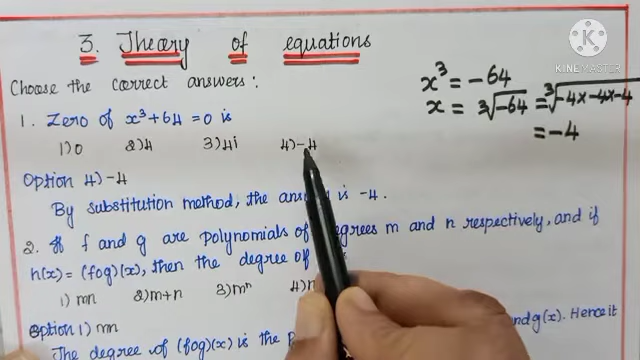 3. Theory of equations
Choose the correct answers:
1. Zero of x³+64=0 is
1) 0 2) 4 3) 4i 4) -4
Option 4) -4
By substitution method, the answer is -4.
2. If f and g are polynomials of degrees m and n respectively, and if
h(x) = (fog)(x), then the degree of
1) mn 2) m+n 3) mⁿ 4)
Option 1) mn
The degree of (fog)(x) is the and g(x). Hence it
x³ = -64
x = ∛-64 = ∛-4x-4x-4
= -4
KINEMASTER